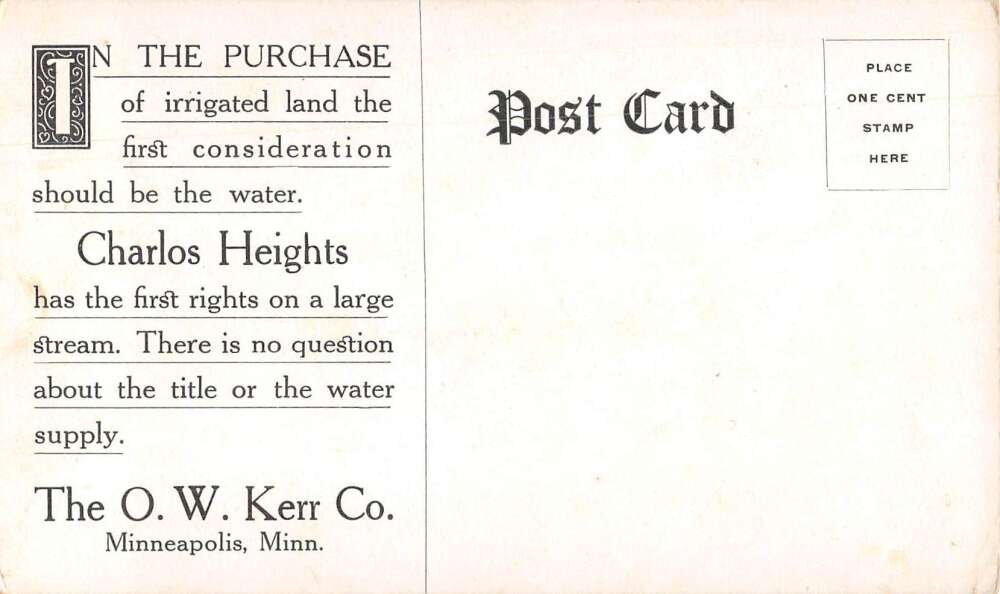 IN THE PURCHASE
of irrigated land the
first consideration
should be the water.
Charlos Heights
has the first rights on a large
stream. There is no question
about the title or the water
supply.
The O. W. Kerr Co.
Minneapolis, Minn.
Post Card
PLACE
ONE CENT
STAMP
HERE